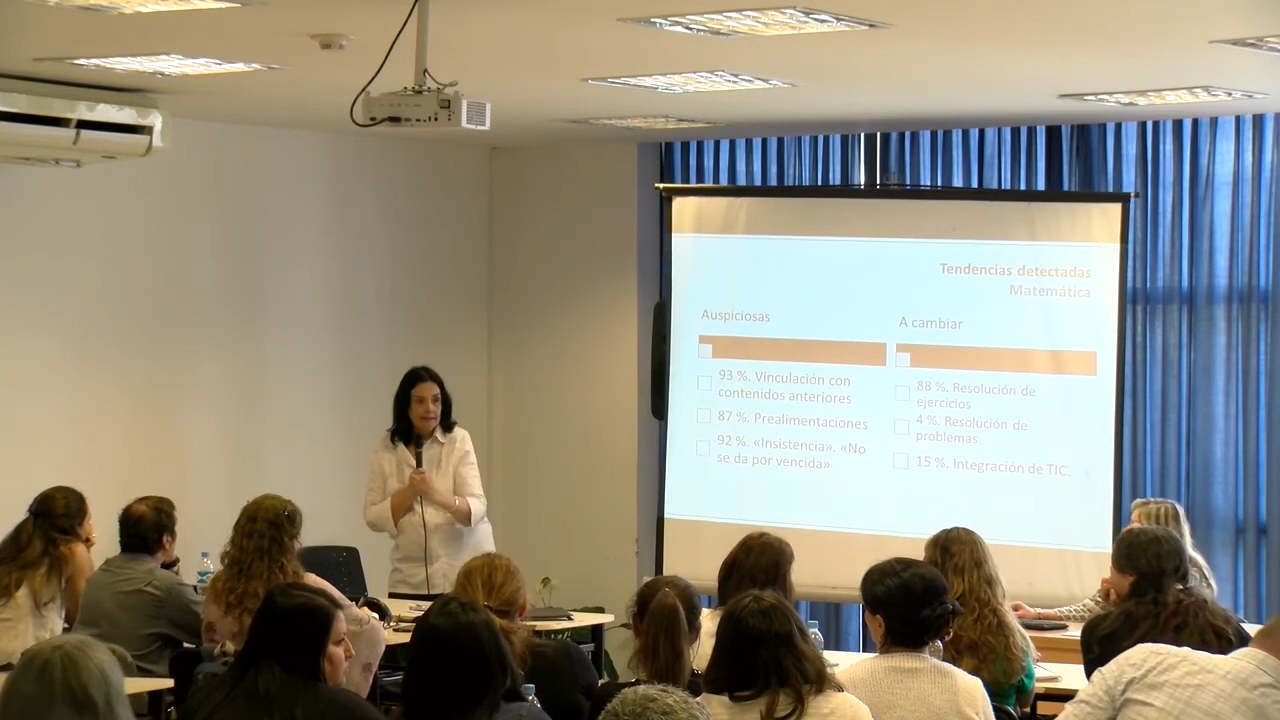 Tendencias detectadas
Matemática
Auspiciosas
93 %. Vinculación con
contenidos anteriores
87 %. Prealimentaciones
92 %. «Insistencia». «No
se da por vencida»
A cambiar
88 %. Resolución de
ejercicios
4 %. Resolución de
problemas
15 %. Integración de TIC.